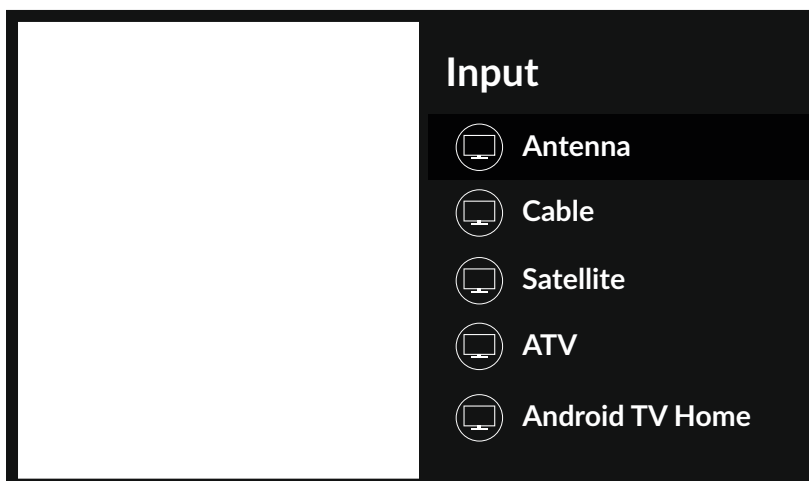 Input
Antenna
Cable
Satellite
ATV
Android TV Home